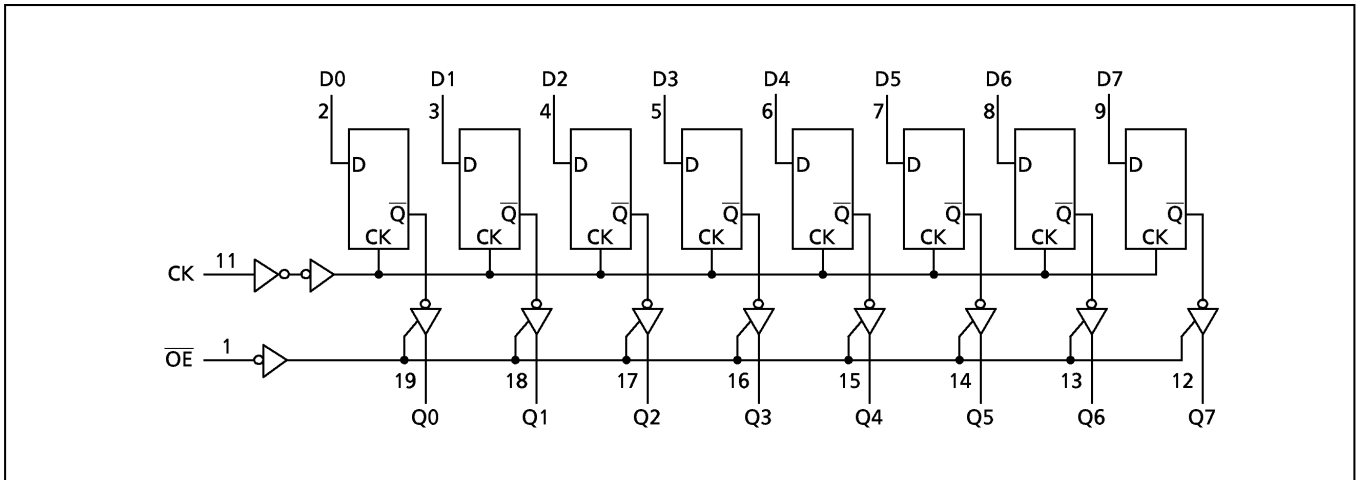 D0 D1 D2 D3 D4 D5 D6 D7
2 3 4 5 6 7 8 9
D D D D D D D D
Q̅ Q̅ Q̅ Q̅ Q̅ Q̅ Q̅ Q̅
CK CK CK CK CK CK CK CK
CK 11
O̅E̅ 1
19 18 17 16 15 14 13 12
Q0 Q1 Q2 Q3 Q4 Q5 Q6 Q7